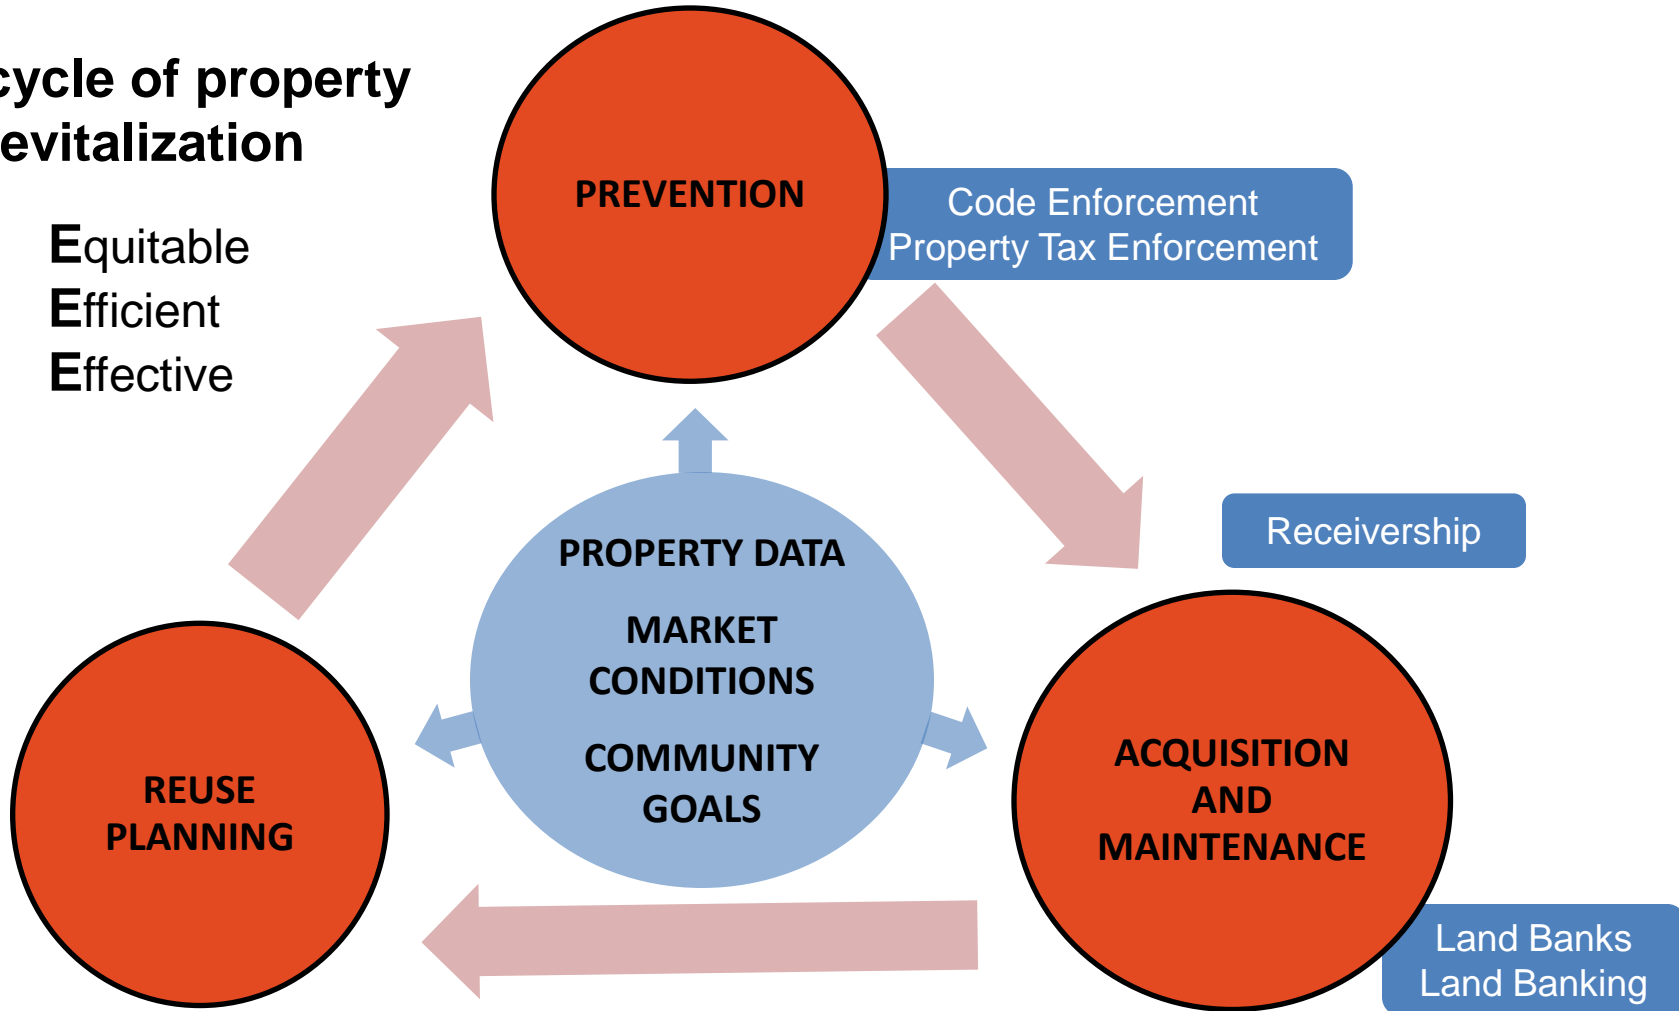 cycle of property
evitalization
Equitable
Efficient
Effective
PREVENTION
Code Enforcement
Property Tax Enforcement
Receivership
PROPERTY DATA
MARKET
CONDITIONS
COMMUNITY
GOALS
REUSE
PLANNING
ACQUISITION
AND
MAINTENANCE
Land Banks
Land Banking